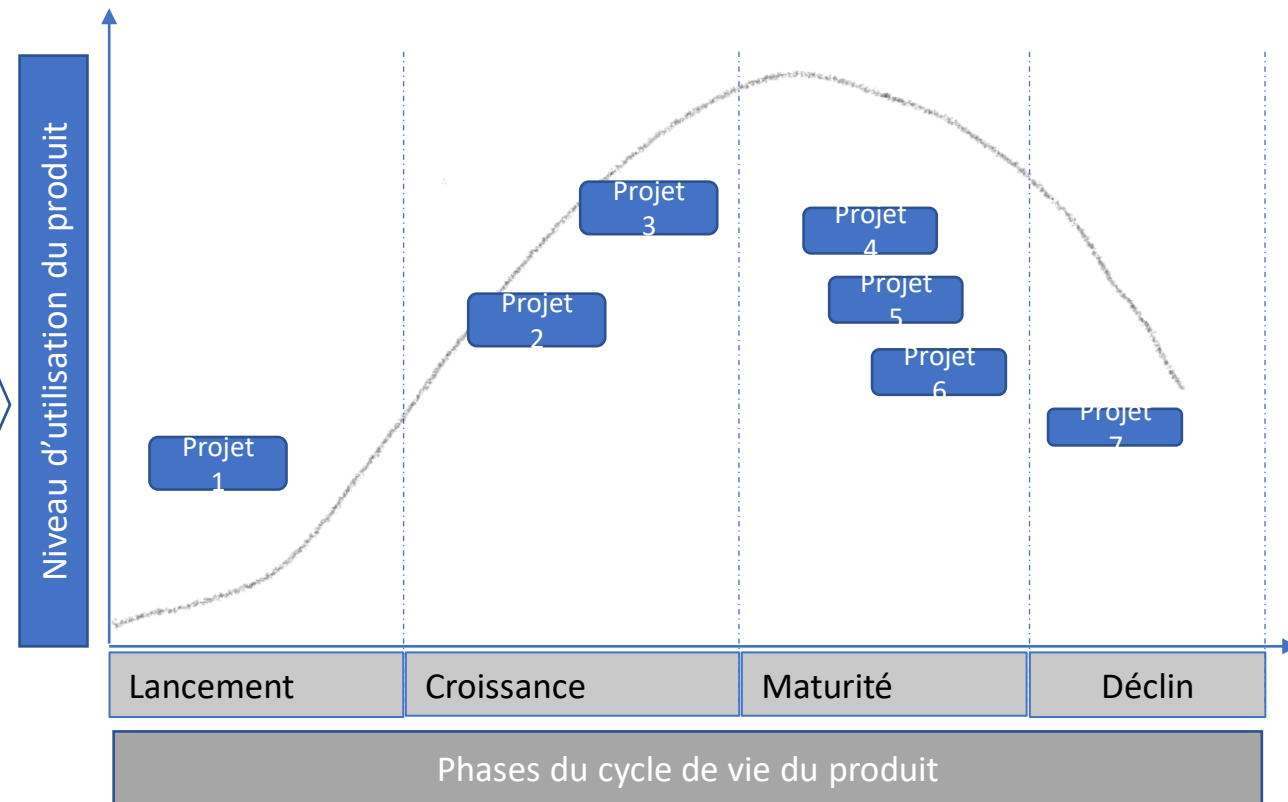 Niveau d’utilisation du produit
Projet
3
Projet
4
Projet
5
Projet
2
Projet
6
Projet
7
Projet
1
Lancement
Croissance
Maturité
Déclin
Phases du cycle de vie du produit